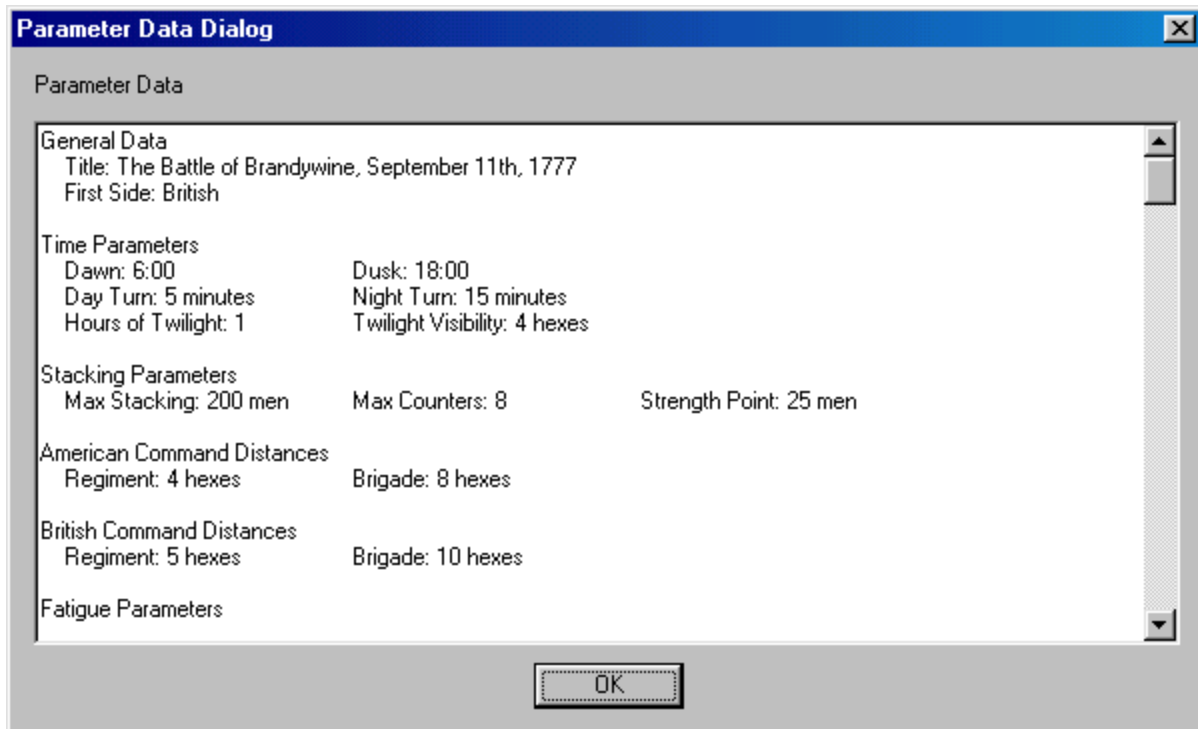 Parameter Data Dialog
Parameter Data
General Data
Title: The Battle of Brandywine, September 11th, 1777
First Side: British
Time Parameters
Dawn: 6:00 Dusk: 18:00
Day Turn: 5 minutes Night Turn: 15 minutes
Hours of Twilight: 1 Twilight Visibility: 4 hexes
Stacking Parameters
Max Stacking: 200 men Max Counters: 8 Strength Point: 25 men
American Command Distances
Regiment: 4 hexes Brigade: 8 hexes
British Command Distances
Regiment: 5 hexes Brigade: 10 hexes
Fatigue Parameters
OK